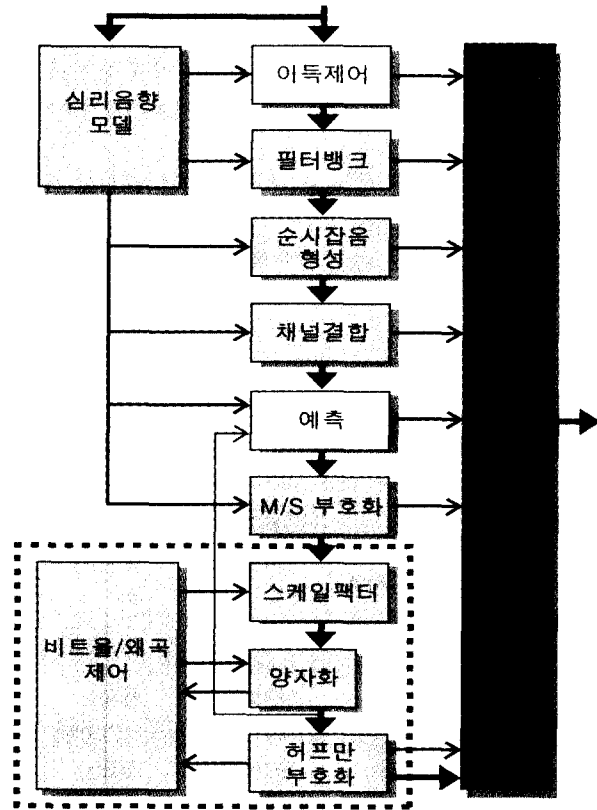 심리음향
모델
이득제어
필터뱅크
순시잡음
형성
채널결합
예측
M/S 부호화
스케일팩터
비트율/왜곡
제어
양자화
허프만
부호화